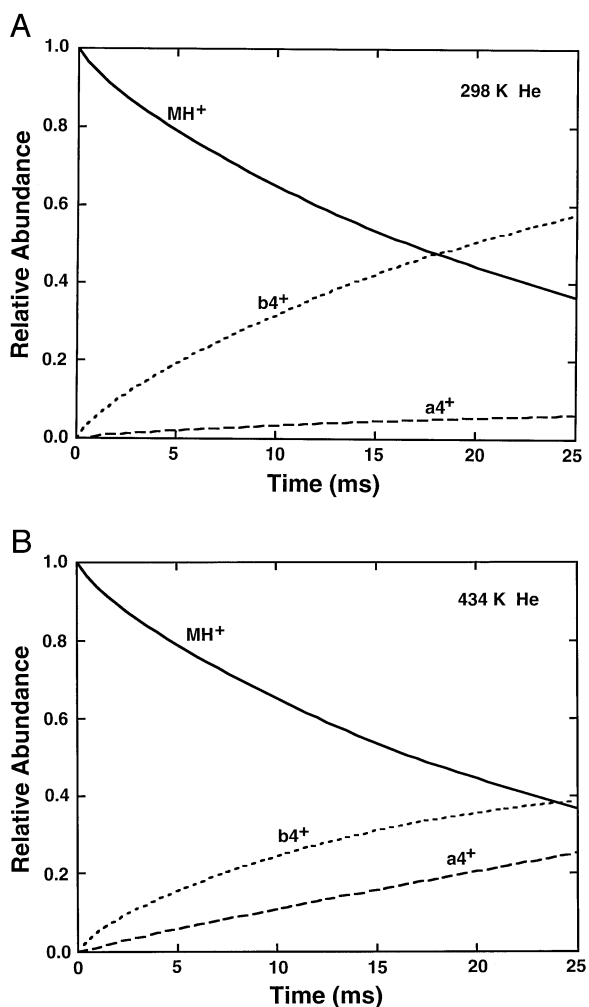 A
1.0
298 K He
MH+
0.8
0.6
Relative Abundance
b4+
0.4
0.2
a4+
0.0
0 5 10 15 20 25
Time (ms)
B
1.0
434 K He
MH+
0.8
0.6
Relative Abundance
0.4
b4+
a4+
0.2
0.0
0 5 10 15 20 25
Time (ms)